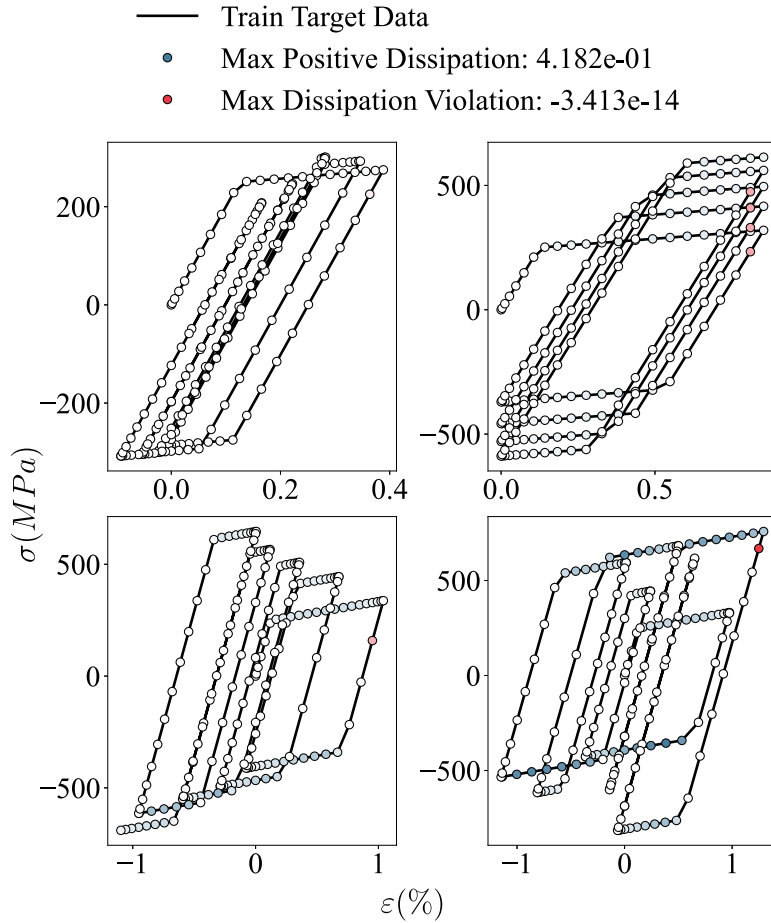 Train Target Data
Max Positive Dissipation: 4.182e-01
Max Dissipation Violation: -3.413e-14
200
0
−200
0.0 0.2 0.4
500
0
−500
0.0 0.5
500
0
−500
−1 0 1
500
0
−500
−1 0 1
σ(MPa)
ε(%)